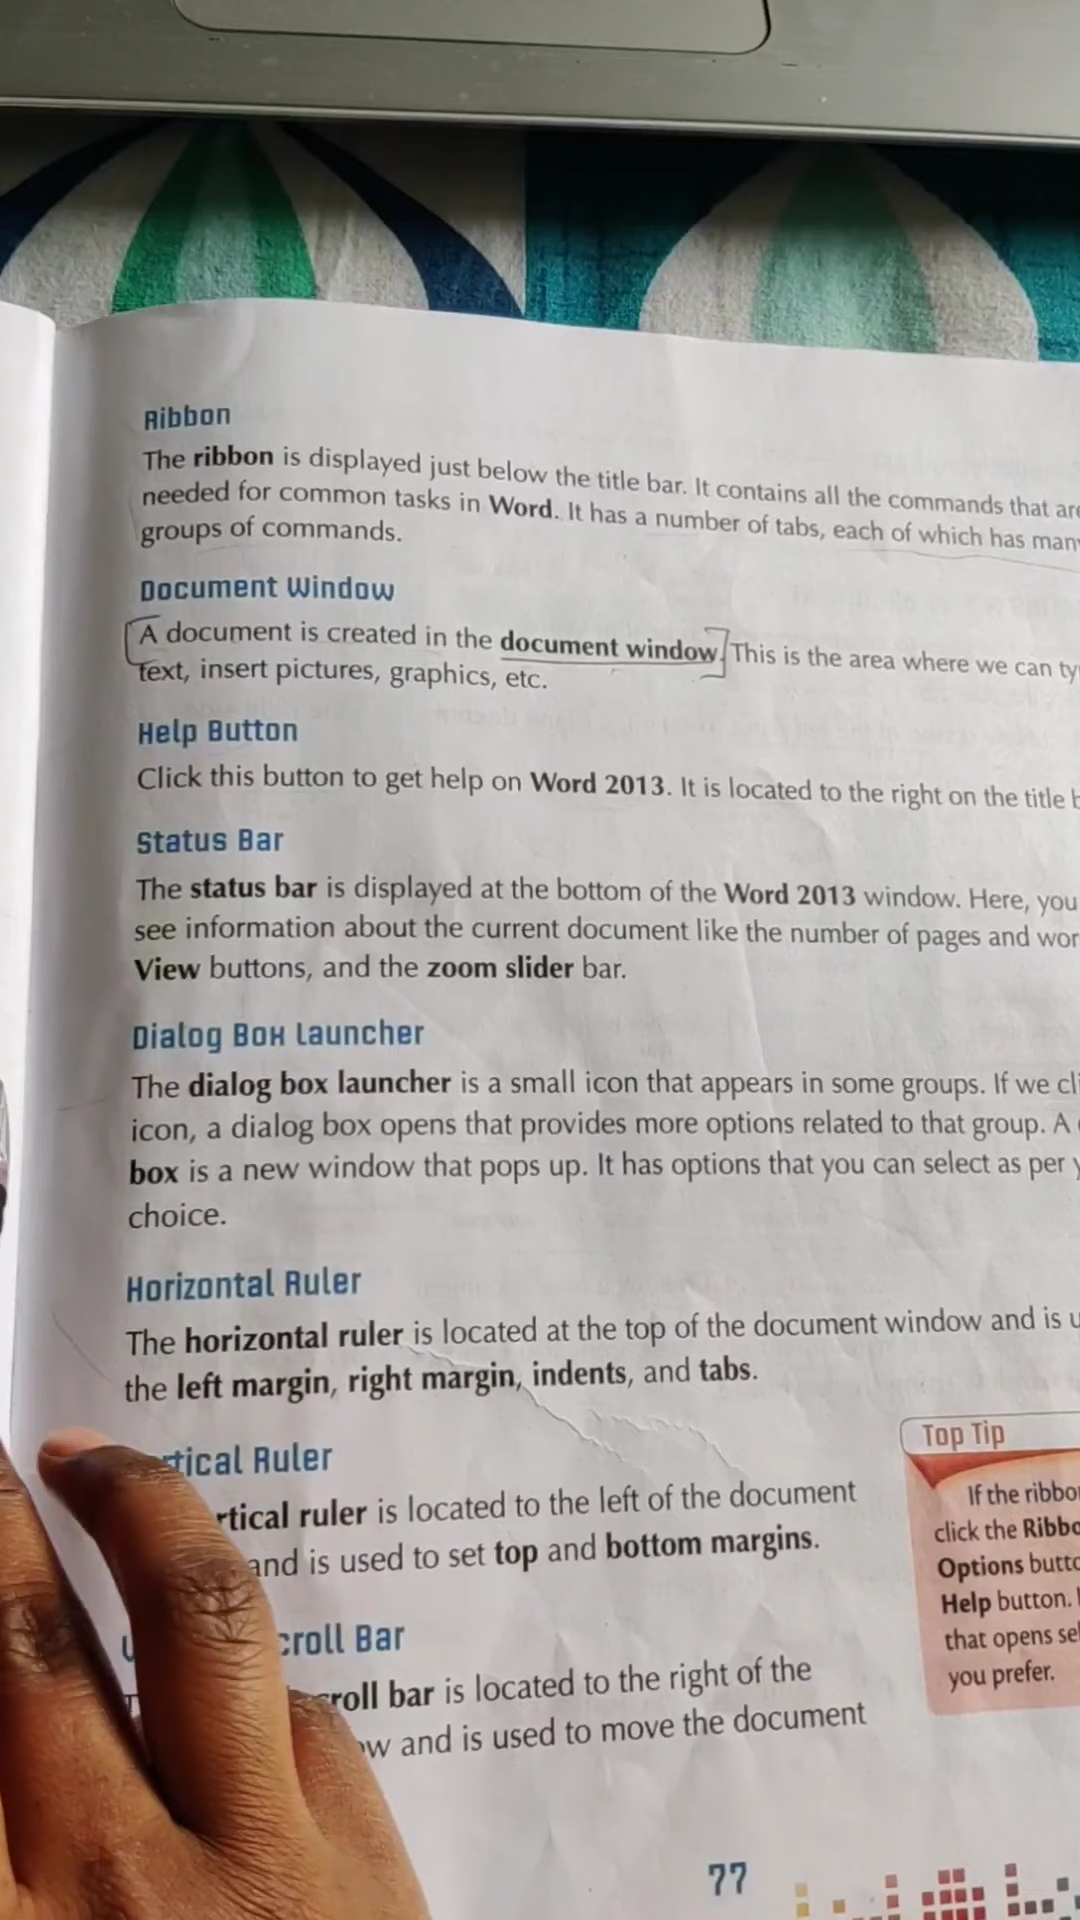 Ribbon
The ribbon is displayed just below the title bar. It contains all the commands that are
needed for common tasks in Word. It has a number of tabs, each of which has many
groups of commands.
Document Window
A document is created in the document window. This is the area where we can
text, insert pictures, graphics, etc.
Help Button
Click this button to get help on Word 2013. It is located to the right on the title
Status Bar
The status bar is displayed at the bottom of the Word 2013 window. Here, you
see information about the current document like the number of pages and
View buttons, and the zoom slider bar.
Dialog Box Launcher
The dialog box launcher is a small icon that appears in some groups. If we
icon, a dialog box opens that provides more options related to that group. A
box is a new window that pops up. It has options that you can select as per
choice.
Horizontal Ruler
The horizontal ruler is located at the top of the document window and is
the left margin, right margin, indents, and tabs.
Ruler
ruler is located to the left of the document
and is used to set top and bottom margins.
Bar
bar is located to the right of the
and is used to move the document
Top Tip
If the
click the
Options
Help button.
that opens
you prefer.
77